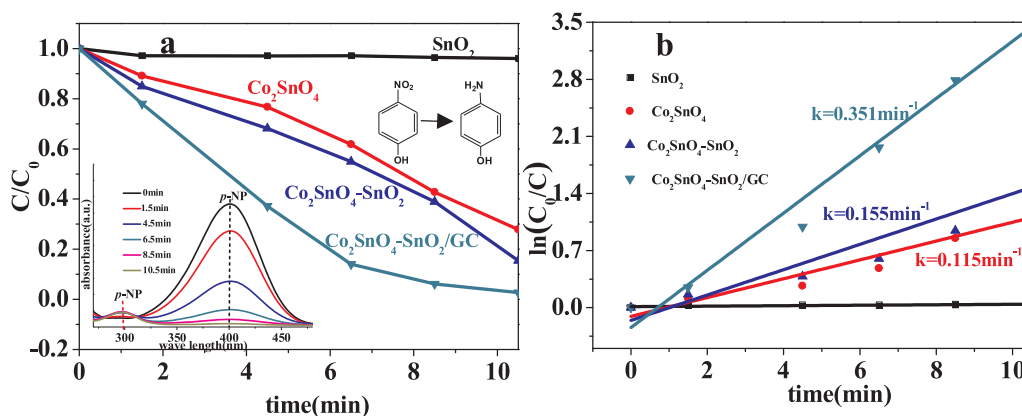 a
SnO₂
Co₂SnO₄
Co₂SnO₄-SnO₂
Co₂SnO₄-SnO₂/GC
NO₂
OH
H₂N
OH
C/C₀
1.0
0.8
0.6
0.4
0.2
0.0
-0.2
0
2
4
6
8
10
time(min)
0min
1.5min
4.5min
6.5min
8.5min
10.5min
p-NP
p-NP
absorbance(a.u.)
300
350
400
450
wave length(nm)
b
SnO₂
Co₂SnO₄
Co₂SnO₄-SnO₂
Co₂SnO₄-SnO₂/GC
k=0.351min⁻¹
k=0.155min⁻¹
k=0.115min⁻¹
ln(C₀/C)
3.5
2.8
2.1
1.4
0.7
0.0
0
2
4
6
8
10
time(min)